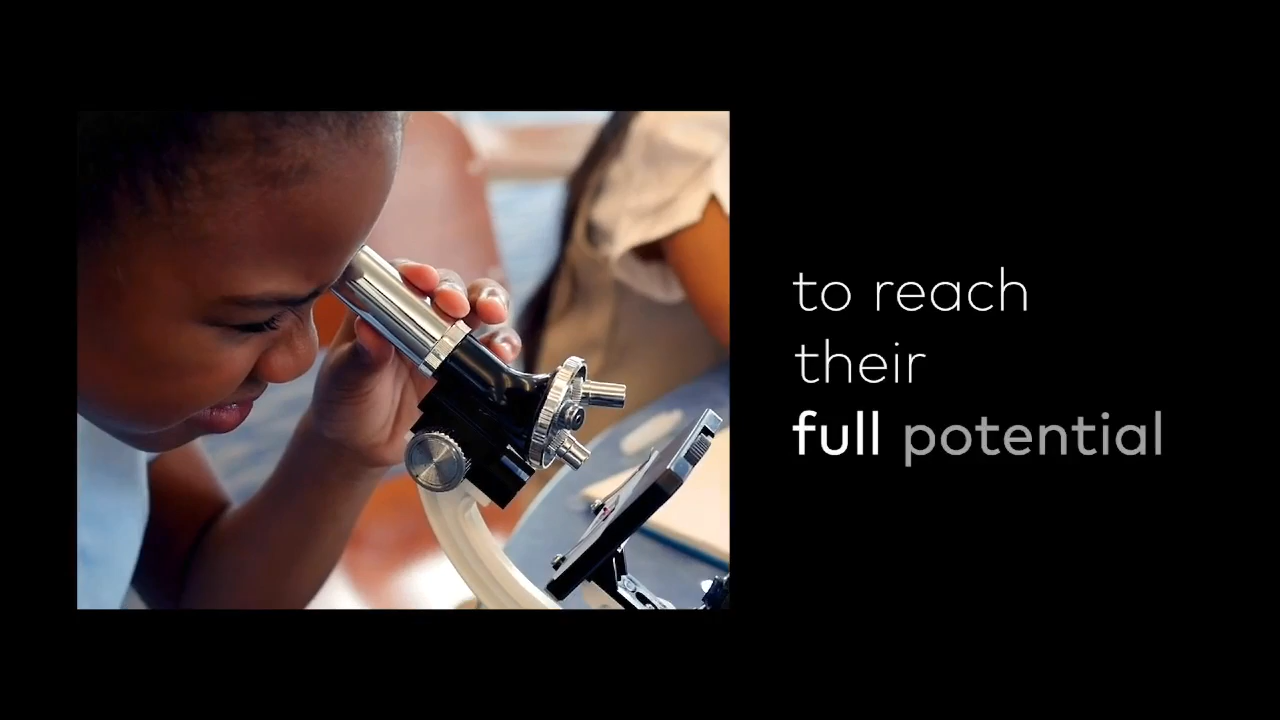 to reach
their
full potential